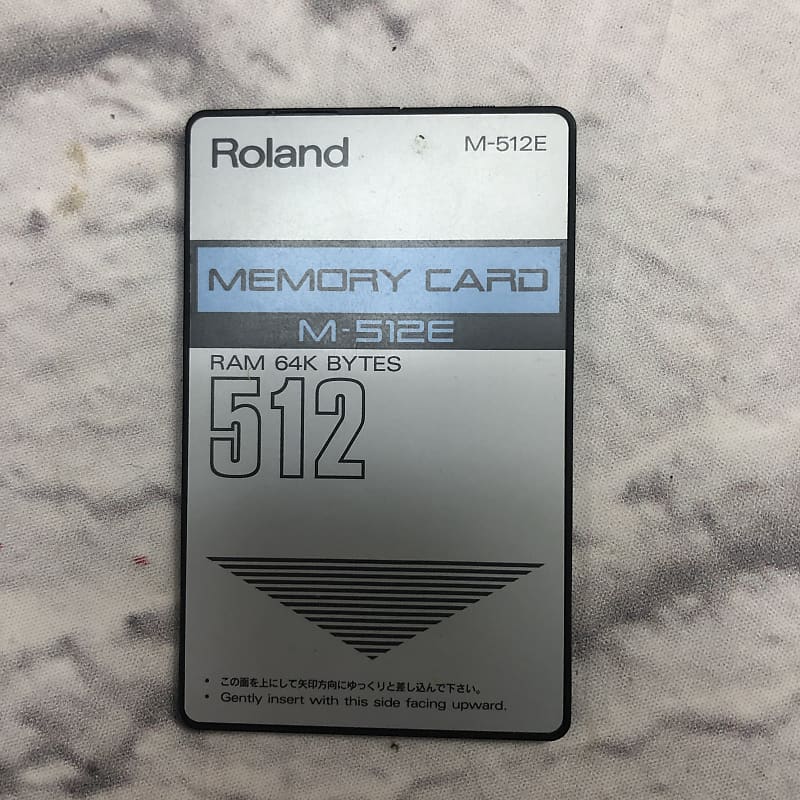 Roland
M-512E
MEMORY CARD
M-512E
RAM 64K BYTES
512
• この面を上にして矢印方向にゆっくりと差し込んで下さい。
• Gently insert with this side facing upward.